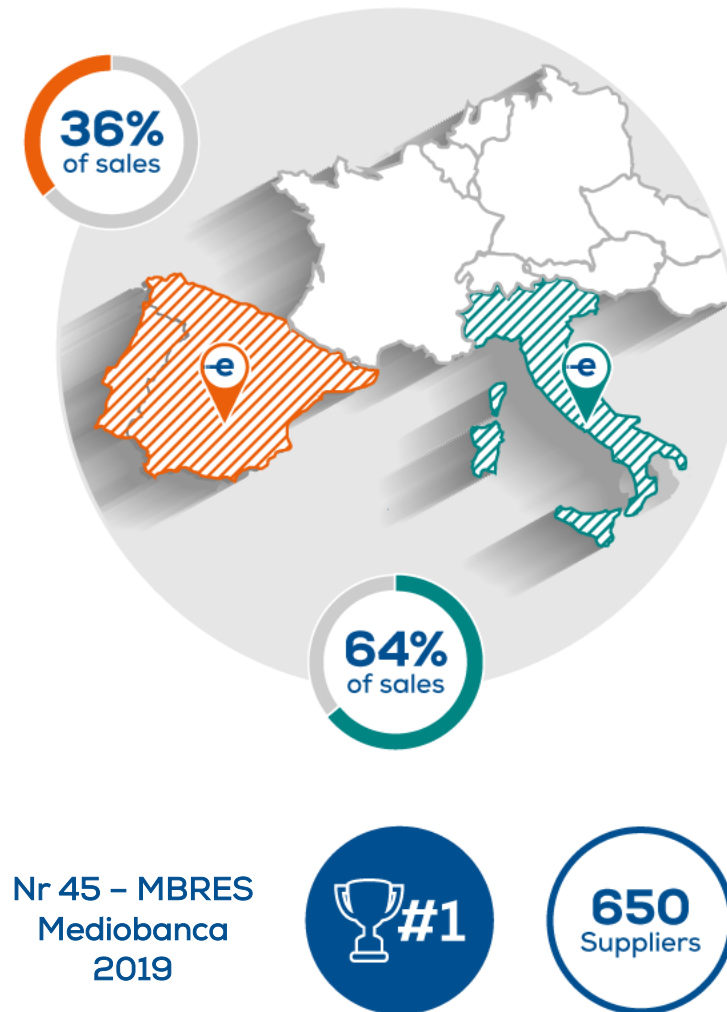 36%
of sales
-e
-e
64%
of sales
Nr 45 – MBRES
Mediobanca
2019
#1
650
Suppliers